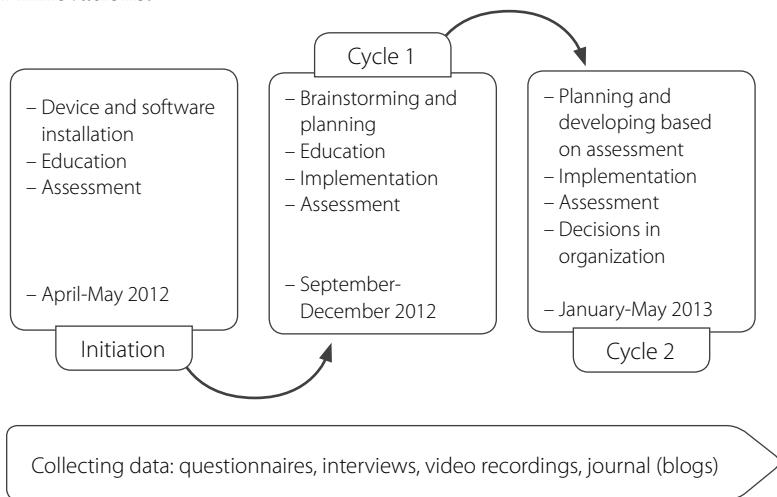 – Device and software
installation
– Education
– Assessment
– April-May 2012
Initiation
Cycle 1
– Brainstorming and
planning
– Education
– Implementation
– Assessment
– September-
December 2012
– Planning and
developing based
on assessment
– Implementation
– Assessment
– Decisions in
organization
– January-May 2013
Cycle 2
Collecting data: questionnaires, interviews, video recordings, journal (blogs)